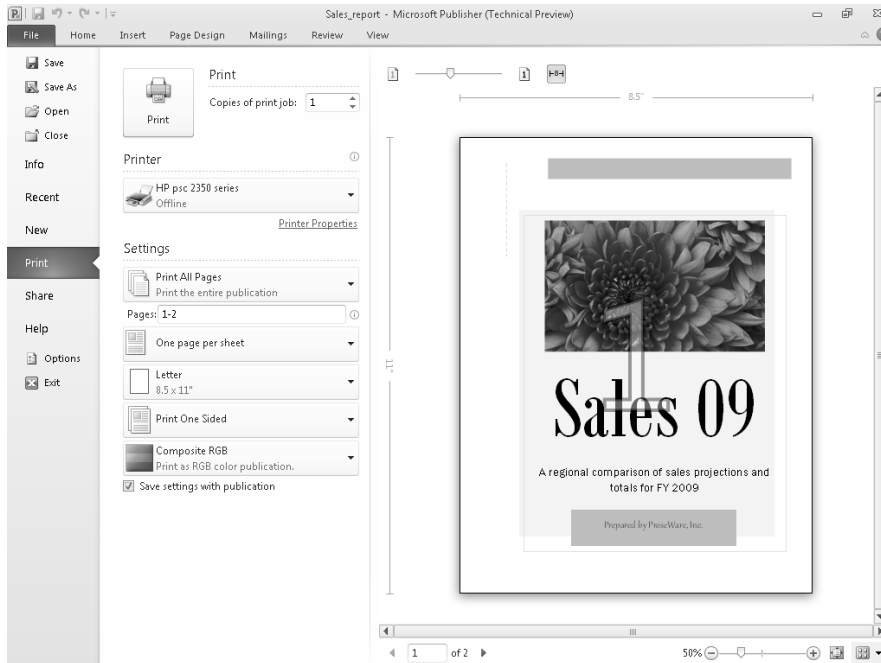 Sales_report - Microsoft Publisher (Technical Preview)
File Home Insert Page Design Mailings Review View
Save
Save As
Open
Close
Info
Recent
New
Print
Share
Help
Options
Exit
Print
Print
Copies of print job: 1
Printer
HP psc 2350 series
Offline
Printer Properties
Settings
Print All Pages
Print the entire publication
Pages: 1-2
One page per sheet
Letter
8.5 x 11"
Print One Sided
Composite RGB
Print as RGB color publication.
Save settings with publication
1 1
8.5"
11"
1
Sales 09
A regional comparison of sales projections and
totals for FY 2009
Prepared by ProseWare, Inc.
1 of 2
50%